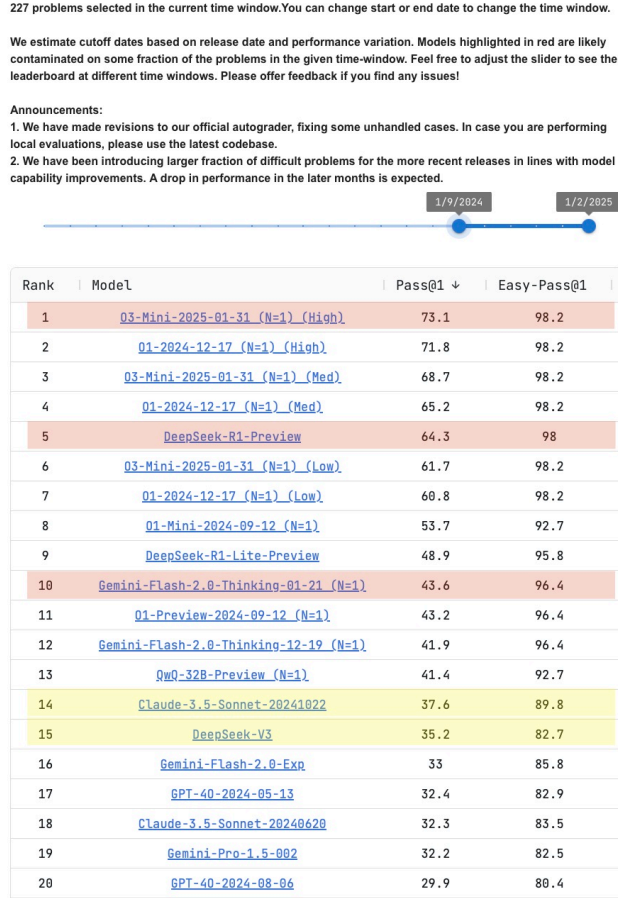 227 problems selected in the current time window.You can change start or end date to change the time window.
We estimate cutoff dates based on release date and performance variation. Models highlighted in red are likely
contaminated on some fraction of the problems in the given time-window. Feel free to adjust the slider to see the
leaderboard at different time windows. Please offer feedback if you find any issues!
Announcements:
1. We have made revisions to our official autograder, fixing some unhandled cases. In case you are performing
local evaluations, please use the latest codebase.
2. We have been introducing larger fraction of difficult problems for the more recent releases in lines with model
capability improvements. A drop in performance in the later months is expected.
1/9/2024 1/2/2025
Rank Model Pass@1 ↓ Easy-Pass@1
1 O3-Mini-2025-01-31 (N=1) (High) 73.1 98.2
2 O1-2024-12-17 (N=1) (High) 71.8 98.2
3 O3-Mini-2025-01-31 (N=1) (Med) 68.7 98.2
4 O1-2024-12-17 (N=1) (Med) 65.2 98.2
5 DeepSeek-R1-Preview 64.3 98
6 O3-Mini-2025-01-31 (N=1) (Low) 61.7 98.2
7 O1-2024-12-17 (N=1) (Low) 60.8 98.2
8 O1-Mini-2024-09-12 (N=1) 53.7 92.7
9 DeepSeek-R1-Lite-Preview 48.9 95.8
10 Gemini-Flash-2.0-Thinking-01-21 (N=1) 43.6 96.4
11 O1-Preview-2024-09-12 (N=1) 43.2 96.4
12 Gemini-Flash-2.0-Thinking-12-19 (N=1) 41.9 96.4
13 QwQ-32B-Preview (N=1) 41.4 92.7
14 Claude-3.5-Sonnet-20241022 37.6 89.8
15 DeepSeek-V3 35.2 82.7
16 Gemini-Flash-2.0-Exp 33 85.8
17 GPT-4O-2024-05-13 32.4 82.9
18 Claude-3.5-Sonnet-20240620 32.3 83.5
19 Gemini-Pro-1.5-002 32.2 82.5
20 GPT-4O-2024-08-06 29.9 80.4